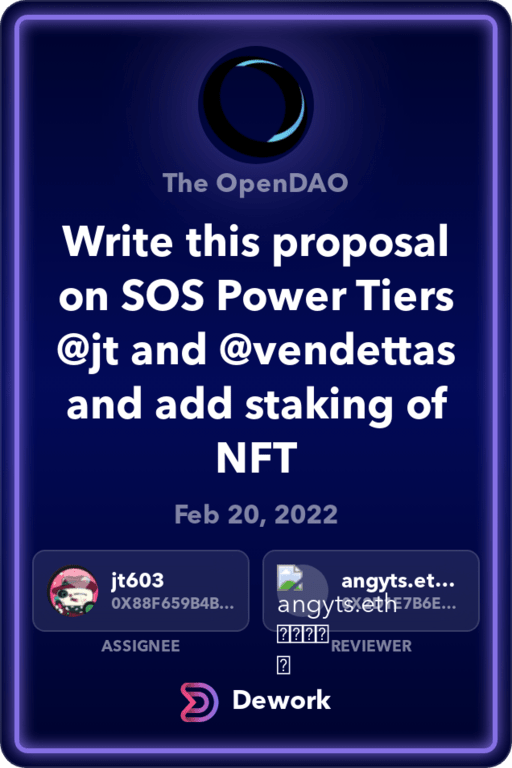 The OpenDAO
Write this proposal
on SOS Power Tiers
@jt and @vendettas
and add staking of
NFT
Feb 20, 2022
jt603
0X88F659B4B...
ASSIGNEE
angyts.et...
angyts.eth
REVIEWER
Dework